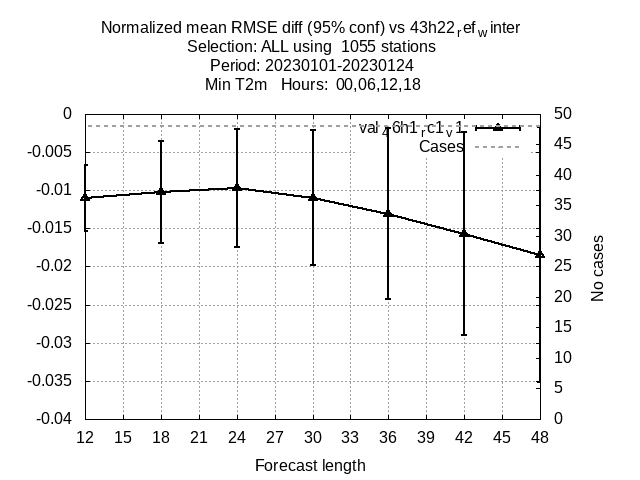 Normalized mean RMSE diff (95% conf) vs 43h22_ref_winter
Selection: ALL using  1055 stations
Period: 20230101-20230124
Min T2m   Hours:  00,06,12,18
val_46h1_rc1_v1
Cases
0
-0.005
-0.01
-0.015
-0.02
-0.025
-0.03
-0.035
-0.04
50
45
40
35
30
25
20
15
10
5
0
No cases
12 15 18 21 24 27 30 33 36 39 42 45 48
Forecast length